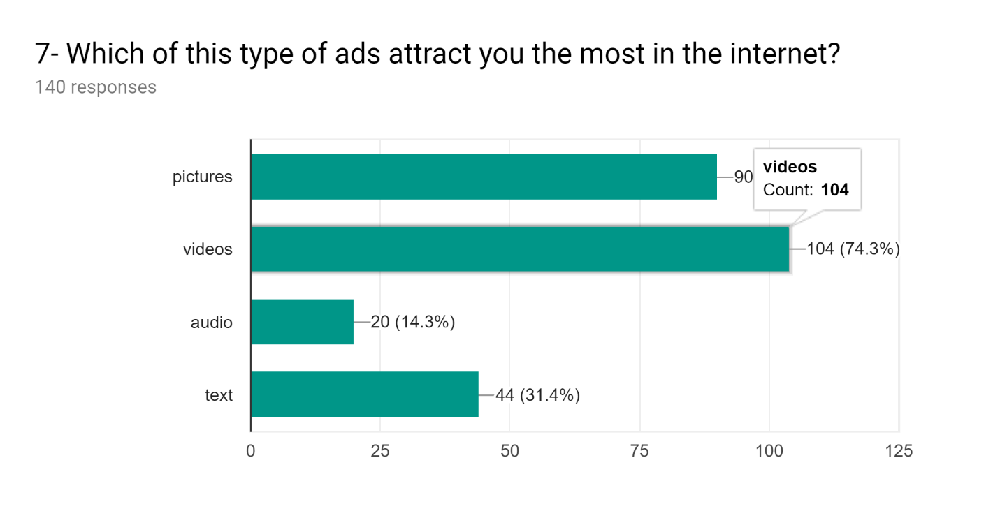 7- Which of this type of ads attract you the most in the internet?
140 responses
pictures
90
videos
Count: 104
videos
104 (74.3%)
audio
20 (14.3%)
text
44 (31.4%)
0 25 50 75 100 125